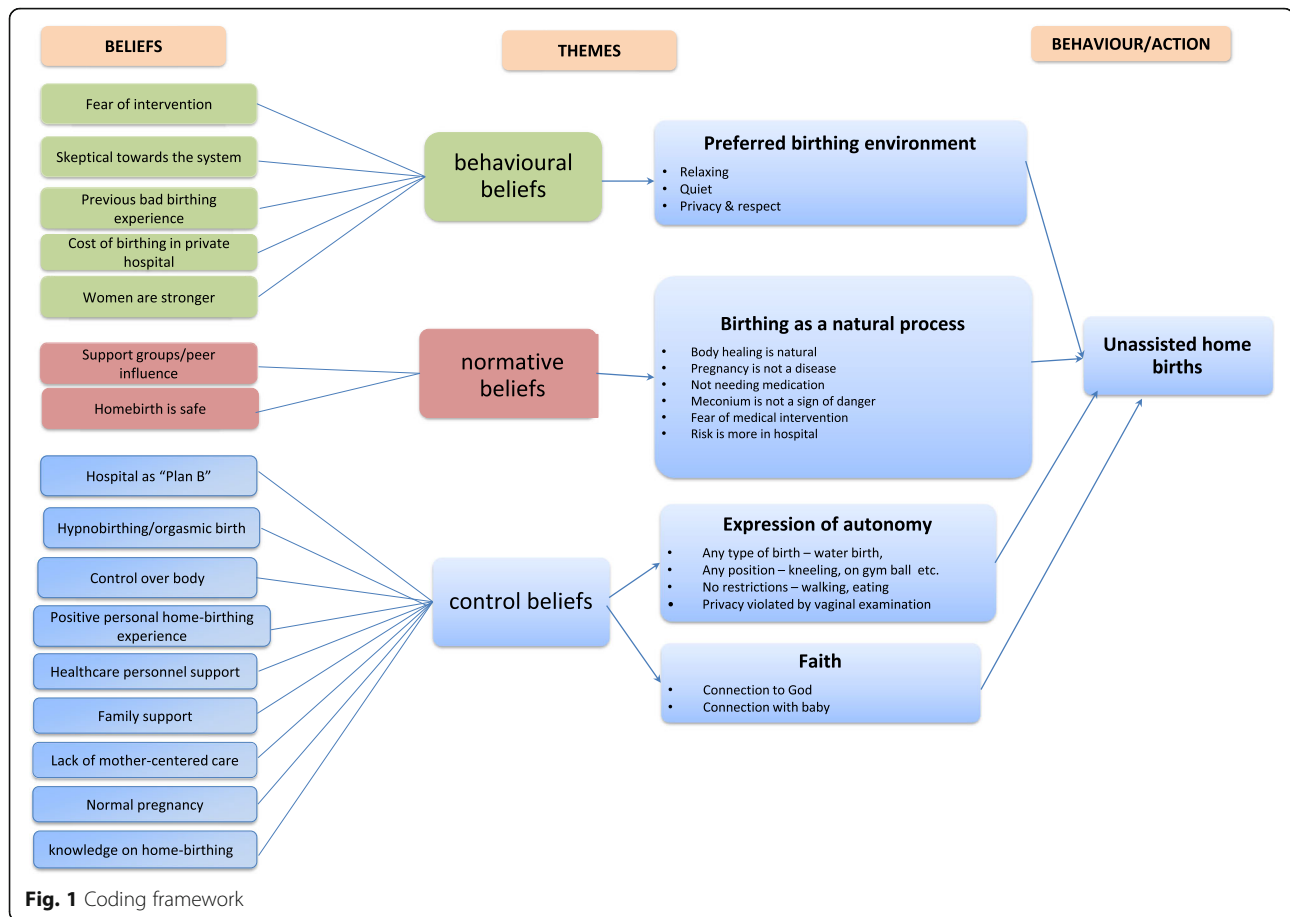 BELIEFS
THEMES
BEHAVIOUR/ACTION
Fear of intervention
Skeptical towards the system
Previous bad birthing
experience
Cost of birthing in private
hospital
Women are stronger
behavioural
beliefs
Preferred birthing environment
• Relaxing
• Quiet
• Privacy & respect
Support groups/peer
influence
Homebirth is safe
normative
beliefs
Birthing as a natural process
• Body healing is natural
• Pregnancy is not a disease
• Not needing medication
• Meconium is not a sign of danger
• Fear of medical intervention
• Risk is more in hospital
Unassisted home
births
Hospital as “Plan B”
Hypnobirthing/orgasmic birth
Control over body
Positive personal home-birthing
experience
Healthcare personnel support
Family support
Lack of mother-centered care
Normal pregnancy
knowledge on home-birthing
control beliefs
Expression of autonomy
• Any type of birth – water birth,
• Any position – kneeling, on gym ball etc.
• No restrictions – walking, eating
• Privacy violated by vaginal examination
Faith
• Connection to God
• Connection with baby
Fig. 1 Coding framework